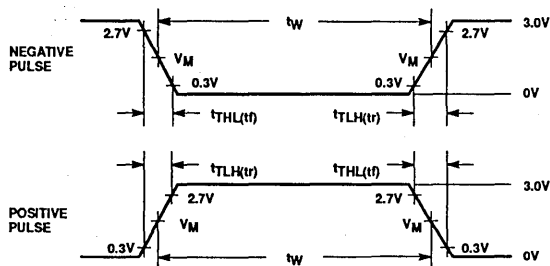 tW
NEGATIVE
PULSE
2.7V
VM
0.3V
0.3V
VM
2.7V
3.0V
0V
tTHL(tf)
tTLH(tr)
tTLH(tr)
tTHL(tf)
POSITIVE
PULSE
0.3V
2.7V
VM
2.7V
VM
0.3V
3.0V
0V
tW